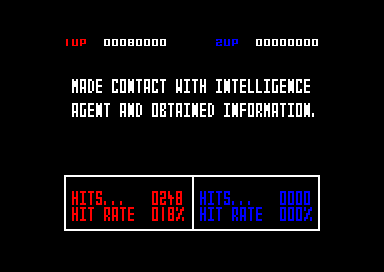 1UP 00080000 2UP 00000000
MADE CONTACT WITH INTELLIGENCE
AGENT AND OBTAINED INFORMATION.
HITS... 0248 HITS... 0000
HIT RATE 018% HIT RATE 000%